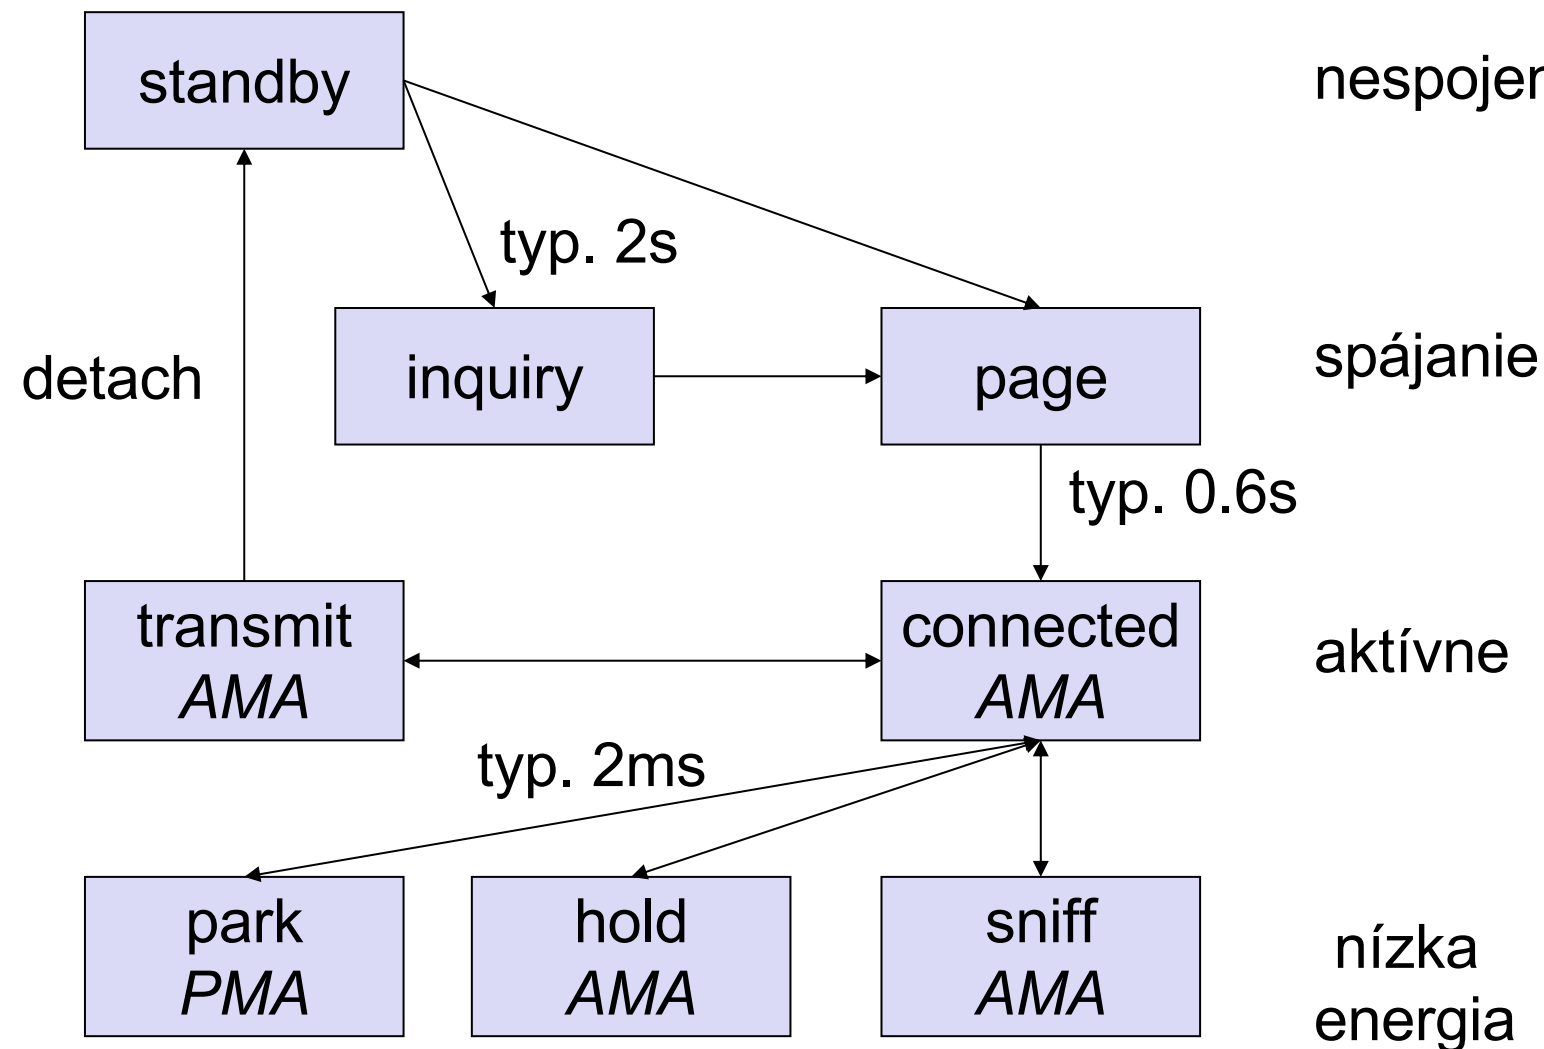 standby
nespojen
typ. 2s
detach
inquiry
page
spájanie
typ. 0.6s
transmit
AMA
connected
AMA
aktívne
typ. 2ms
park
PMA
hold
AMA
sniff
AMA
nízka
energia